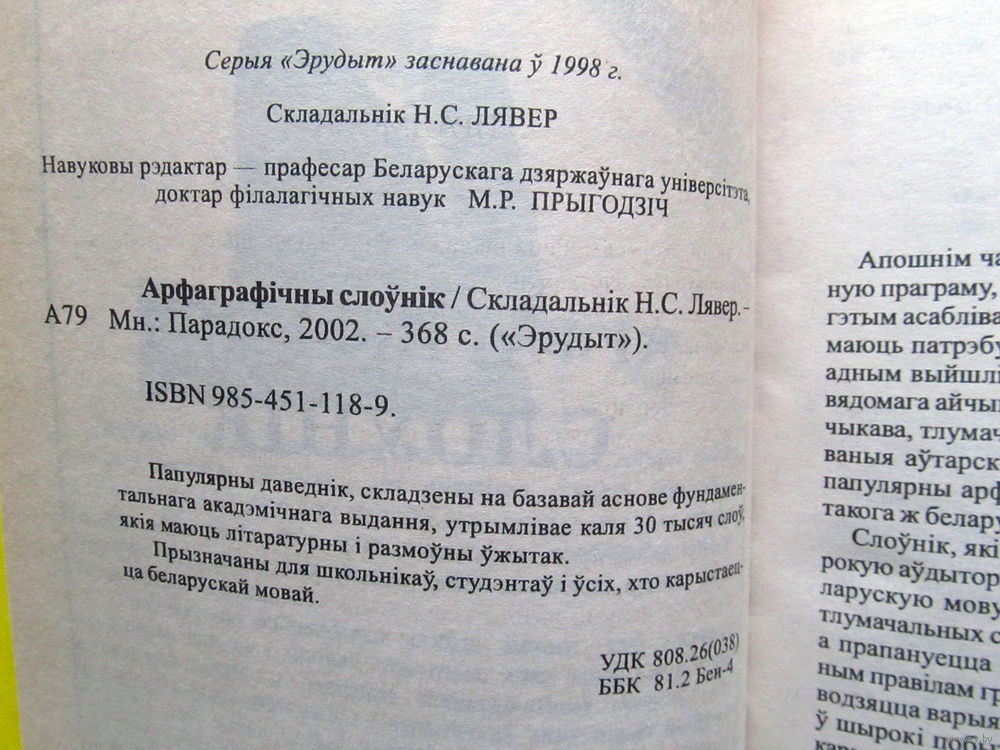 Серыя «Эрудыт» заснавана ў 1998 г.
Складальнік Н.С. ЛЯВЕР
Навуковы рэдактар — прафесар Беларускага дзяржаўнага універсітэта,
доктар філалагічных навук М.Р. ПРЫГОДЗІЧ
Арфаграфічны слоўнік / Складальнік Н.С. Лявер. –
А79 Мн.: Парадокс, 2002. – 368 с. («Эрудыт»).
ISBN 985-451-118-9.
Папулярны даведнік, складзены на базавай аснове фундамен-
тальнага акадэмічнага выдання, утрымлівае каля 30 тысяч слоў,
якія маюць літаратурны і размоўны ўжытак.
Прызначаны для школьнікаў, студэнтаў і ўсіх, хто карыстаец-
ца беларускай мовай.
УДК 808.26(038)
ББК 81.2 Беи-4
Апошнім ча
ную праграму,
гэтым асабліва
маюць патрэбу
адным выйшлі
вядомага айчы
чыкава, тлумач
ваныя аўтарск
папулярны арф
такога ж белару
Слоўнік, які
рокую аўдытор
ларускую мову
тлумачальных с
а прапануецца
ным правілам гр
водзяцца варыя
ў шырокі побы